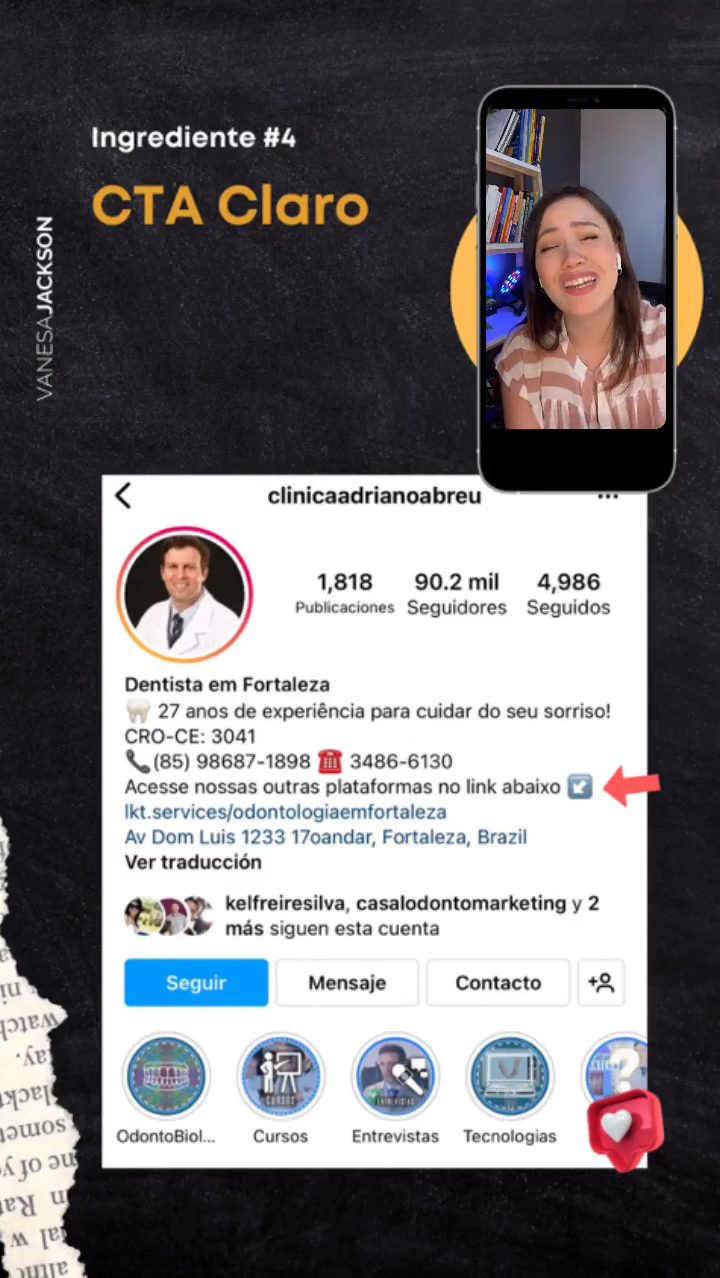 Ingrediente #4
CTA Claro
VANESAJACKSON
clinicaadrianoabreu
1,818 90.2 mil 4,986
Publicaciones Seguidores Seguidos
Dentista em Fortaleza
🦷 27 anos de experiência para cuidar do seu sorriso!
CRO-CE: 3041
📞(85) 98687-1898 ☎️ 3486-6130
Acesse nossas outras plataformas no link abaixo ↙️
lkt.services/odontologiaemfortaleza
Av Dom Luis 1233 17oandar, Fortaleza, Brazil
Ver traducción
kelfreiresilva, casalodontomarketing y 2
más siguen esta cuenta
Seguir Mensaje Contacto
CURSOS
OdontoBiol... Cursos Entrevistas Tecnologias